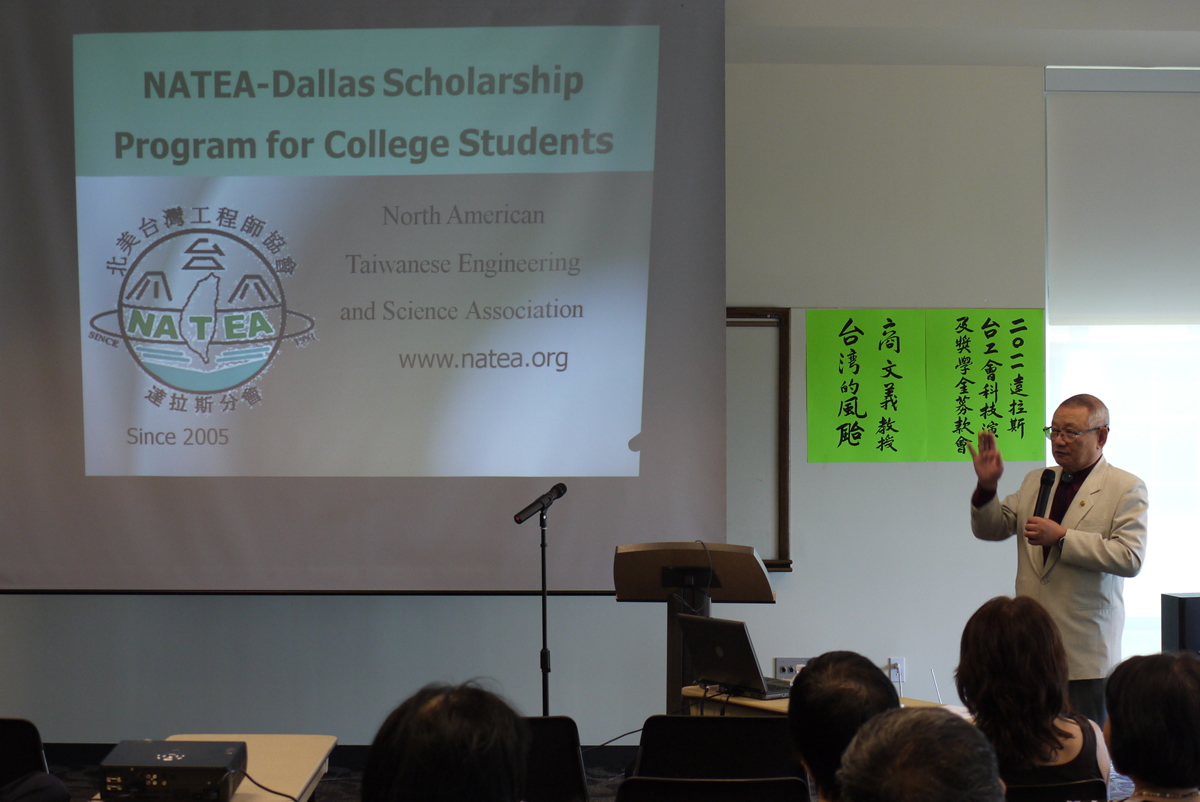 NATEA-Dallas Scholarship
Program for College Students
北美台灣工程師協會
台
NATEA
SINCE 1991
達拉斯分會
Since 2005
North American
Taiwanese Engineering
and Science Association
www.natea.org
二〇一一達拉斯
台工會科技演
及獎學金募款會
商文義教授
台湾的風颱